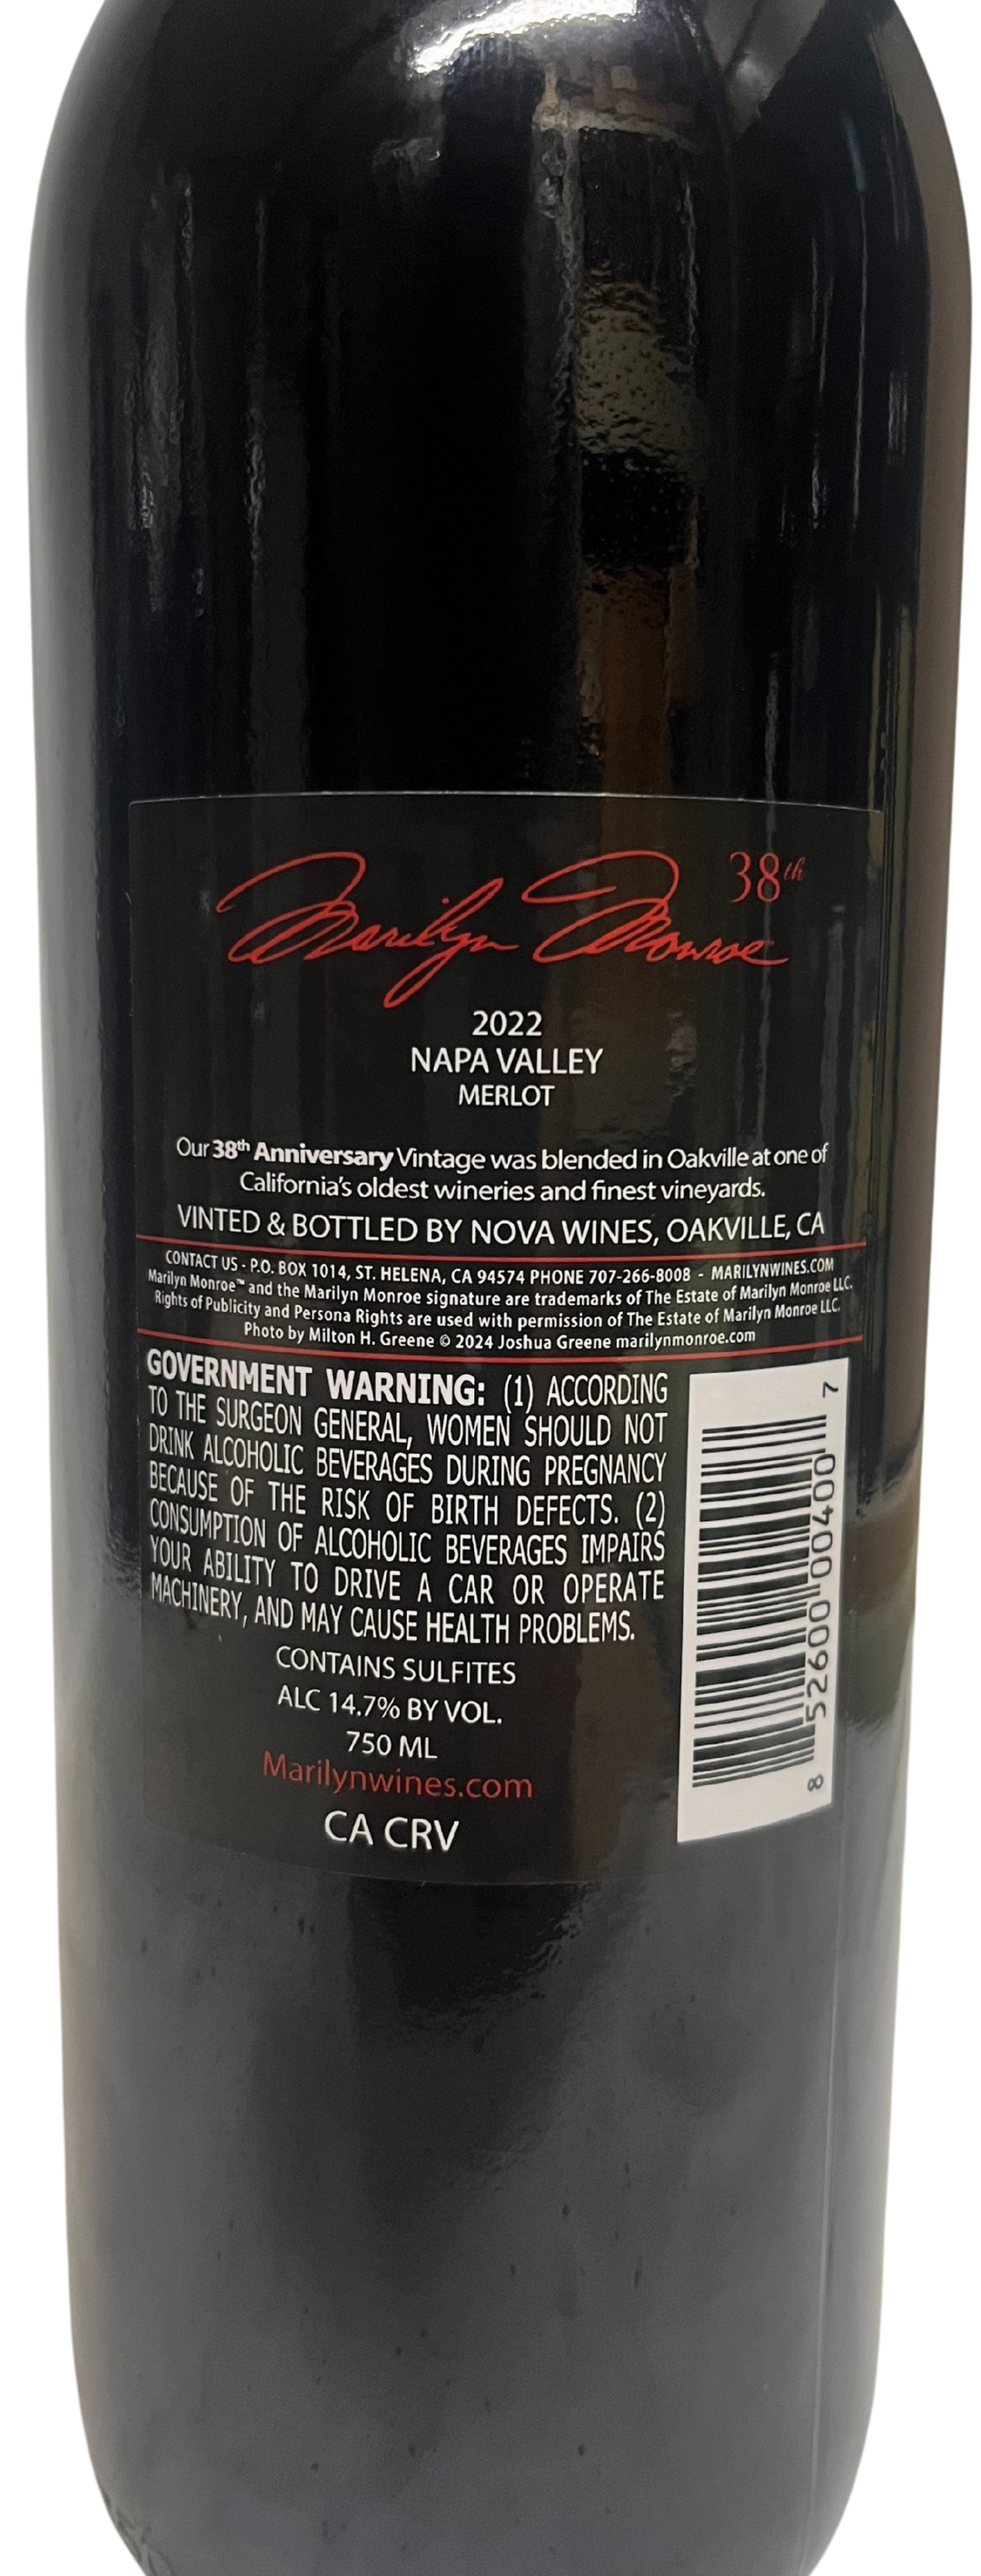 Marilyn Monroe 38th
2022
NAPA VALLEY
MERLOT
Our 38th Anniversary Vintage was blended in Oakville at one of
California's oldest wineries and finest vineyards.
VINTED & BOTTLED BY NOVA WINES, OAKVILLE, CA
CONTACT US - P.O. BOX 1014, ST. HELENA, CA 94574 PHONE 707-266-8008 - MARILYNWINES.COM
Marilyn Monroe™ and the Marilyn Monroe signature are trademarks of The Estate of Marilyn Monroe LLC.
Rights of Publicity and Persona Rights are used with permission of The Estate of Marilyn Monroe LLC.
Photo by Milton H. Greene © 2024 Joshua Greene marilynmonroe.com
GOVERNMENT WARNING: (1) ACCORDING
TO THE SURGEON GENERAL, WOMEN SHOULD NOT
DRINK ALCOHOLIC BEVERAGES DURING PREGNANCY
BECAUSE OF THE RISK OF BIRTH DEFECTS. (2)
CONSUMPTION OF ALCOHOLIC BEVERAGES IMPAIRS
YOUR ABILITY TO DRIVE A CAR OR OPERATE
MACHINERY, AND MAY CAUSE HEALTH PROBLEMS.
CONTAINS SULFITES
ALC 14.7% BY VOL.
750 ML
Marilynwines.com
CA CRV
8 52600 00400 7